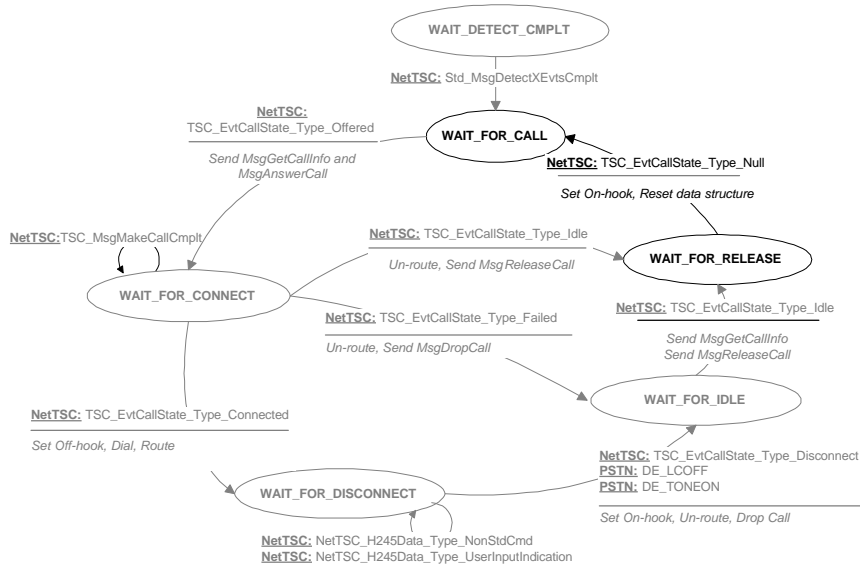 WAIT_DETECT_CMPLT
NetTSC: Std_MsgDetectXEvtsCmplt
NetTSC:
TSC_EvtCallState_Type_Offered
WAIT_FOR_CALL
Send MsgGetCallInfo and
MsgAnswerCall
NetTSC: TSC_EvtCallState_Type_Null
Set On-hook, Reset data structure
NetTSC:TSC_MsgMakeCallCmplt
NetTSC: TSC_EvtCallState_Type_Idle
Un-route, Send MsgReleaseCall
WAIT_FOR_RELEASE
WAIT_FOR_CONNECT
NetTSC: TSC_EvtCallState_Type_Idle
NetTSC: TSC_EvtCallState_Type_Failed
Un-route, Send MsgDropCall
Send MsgGetCallInfo
Send MsgReleaseCall
WAIT_FOR_IDLE
NetTSC: TSC_EvtCallState_Type_Connected
Set Off-hook, Dial, Route
NetTSC: TSC_EvtCallState_Type_Disconnect
PSTN: DE_LCOFF
PSTN: DE_TONEON
WAIT_FOR_DISCONNECT
Set On-hook, Un-route, Drop Call
NetTSC: NetTSC_H245Data_Type_NonStdCmd
NetTSC: NetTSC_H245Data_Type_UserInputIndication